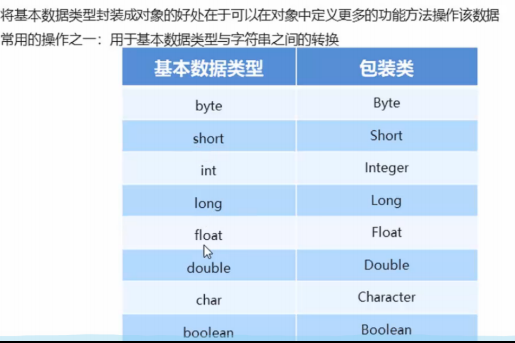 将基本数据类型封装成对象的好处在于可以在对象中定义更多的功能方法操作该数据
常用的操作之一：用于基本数据类型与字符串之间的转换
基本数据类型 包装类
byte Byte
short Short
int Integer
long Long
float Float
double Double
char Character
boolean Boolean